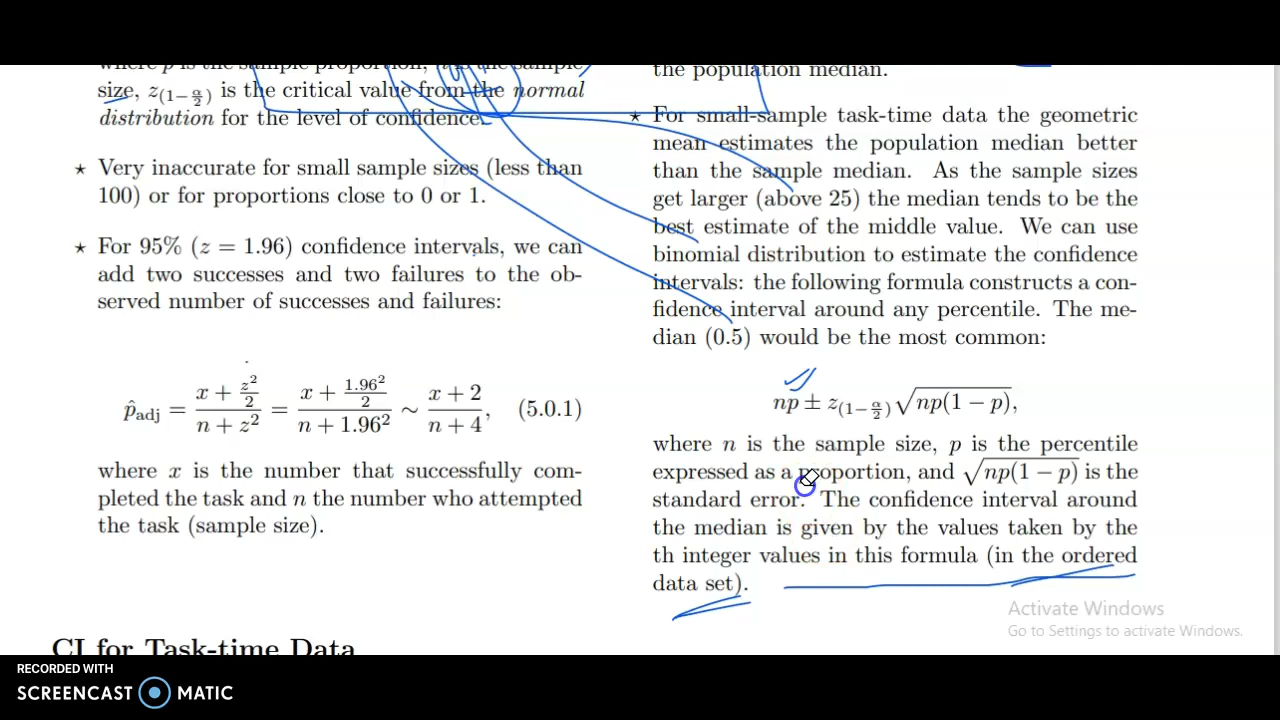 where p is the sample proportion, n is the sample
size, z_{(1−α/2)} is the critical value from the normal
distribution for the level of confidence.
⋆ Very inaccurate for small sample sizes (less than
100) or for proportions close to 0 or 1.
⋆ For 95% (z = 1.96) confidence intervals, we can
add two successes and two failures to the ob-
served number of successes and failures:
p̂_adj = (x + z²/2)/(n + z²) = (x + 1.96²/2)/(n + 1.96²) ∼ (x + 2)/(n + 4), (5.0.1)
where x is the number that successfully com-
pleted the task and n the number who attempted
the task (sample size).
CI for Task-time Data
the population median.
⋆ For small-sample task-time data the geometric
mean estimates the population median better
than the sample median. As the sample sizes
get larger (above 25) the median tends to be the
best estimate of the middle value. We can use
binomial distribution to estimate the confidence
intervals: the following formula constructs a con-
fidence interval around any percentile. The me-
dian (0.5) would be the most common:
np ± z_{(1−α/2)}√(np(1 − p)),
where n is the sample size, p is the percentile
expressed as a proportion, and √(np(1 − p)) is the
standard error. The confidence interval around
the median is given by the values taken by the
th integer values in this formula (in the ordered
data set).
Activate Windows
Go to Settings to activate Windows.
RECORDED WITH
SCREENCAST MATIC